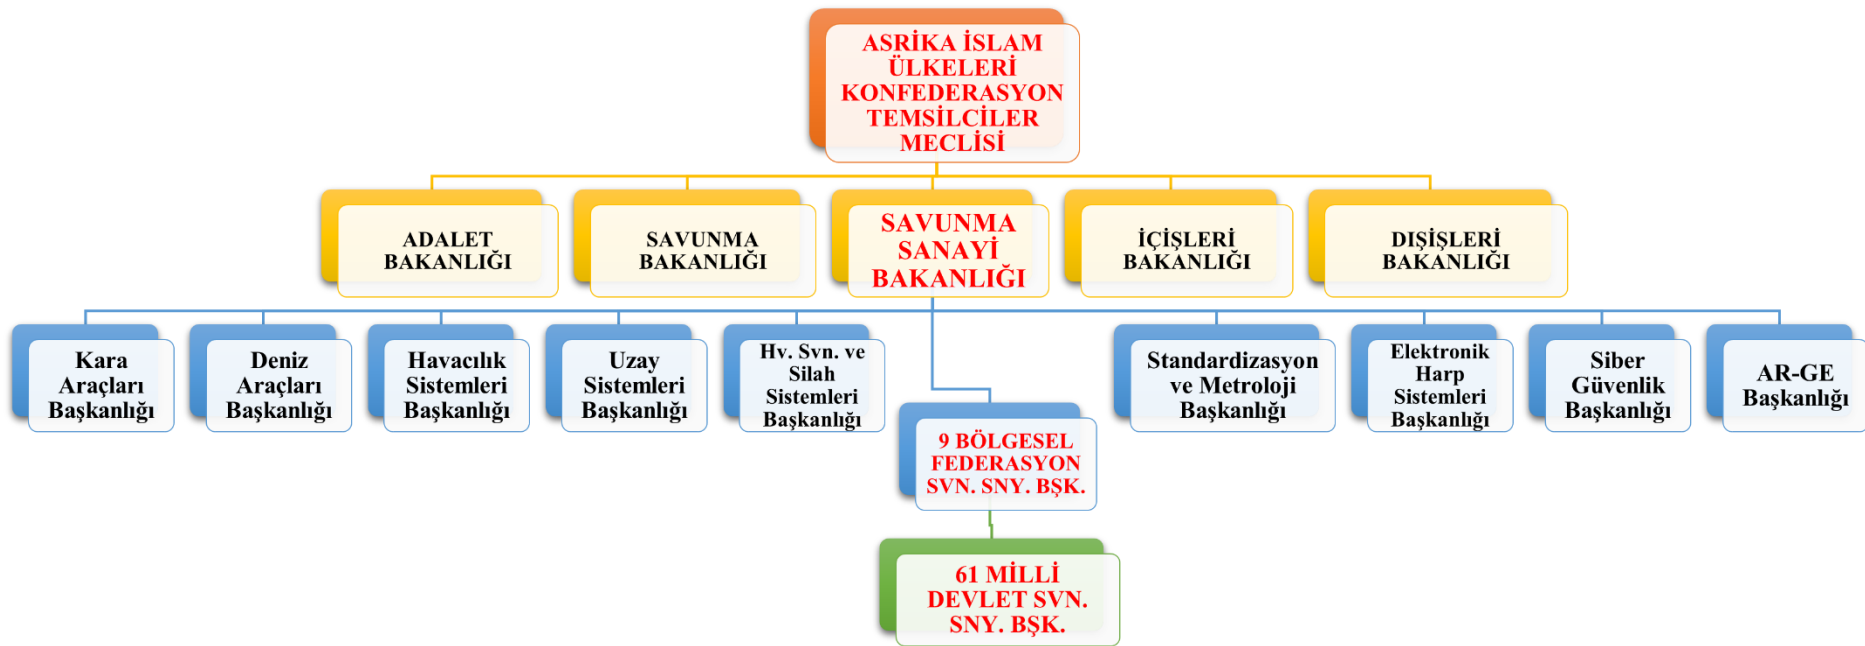 ASRİKA İSLAM
ÜLKELERİ
KONFEDERASYON
TEMSİLCİLER
MECLİSİ
ADALET
BAKANLIĞI
SAVUNMA
BAKANLIĞI
SAVUNMA
SANAYİ
BAKANLIĞI
İÇİŞLERİ
BAKANLIĞI
DIŞİŞLERİ
BAKANLIĞI
Kara
Araçları
Başkanlığı
Deniz
Araçları
Başkanlığı
Havacılık
Sistemleri
Başkanlığı
Uzay
Sistemleri
Başkanlığı
Hv. Svn. ve
Silah
Sistemleri
Başkanlığı
Standardizasyon
ve Metroloji
Başkanlığı
Elektronik
Harp
Sistemleri
Başkanlığı
Siber
Güvenlik
Başkanlığı
AR-GE
Başkanlığı
9 BÖLGESEL
FEDERASYON
SVN. SNY. BŞK.
61 MİLLİ
DEVLET SVN.
SNY. BŞK.